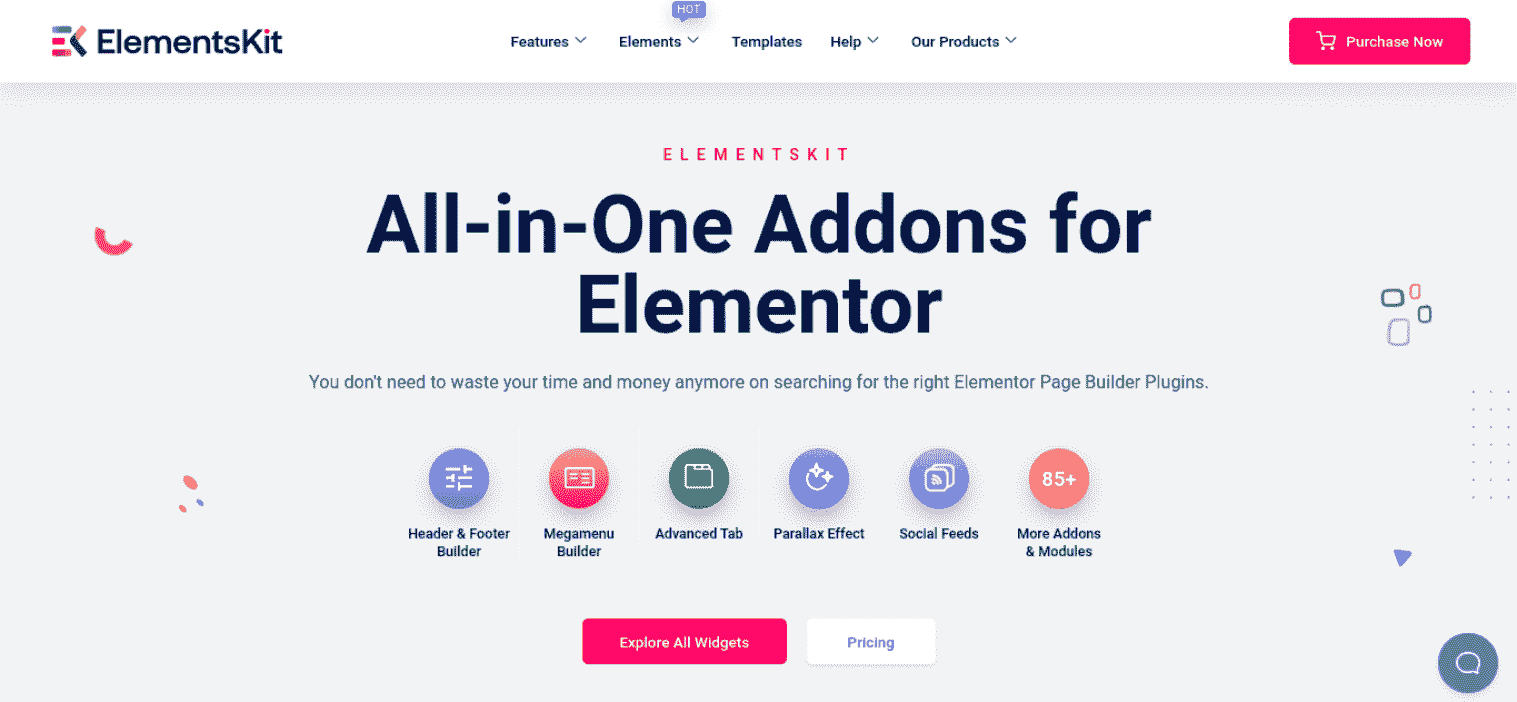 HOT
ElementsKit
Features
Elements
Templates
Help
Our Products
Purchase Now
ELEMENTSKIT
All-in-One Addons for
Elementor
You don't need to waste your time and money anymore on searching for the right Elementor Page Builder Plugins.
85+
Header & Footer
Builder
Megamenu
Builder
Advanced Tab
Parallax Effect
Social Feeds
More Addons
& Modules
Explore All Widgets
Pricing